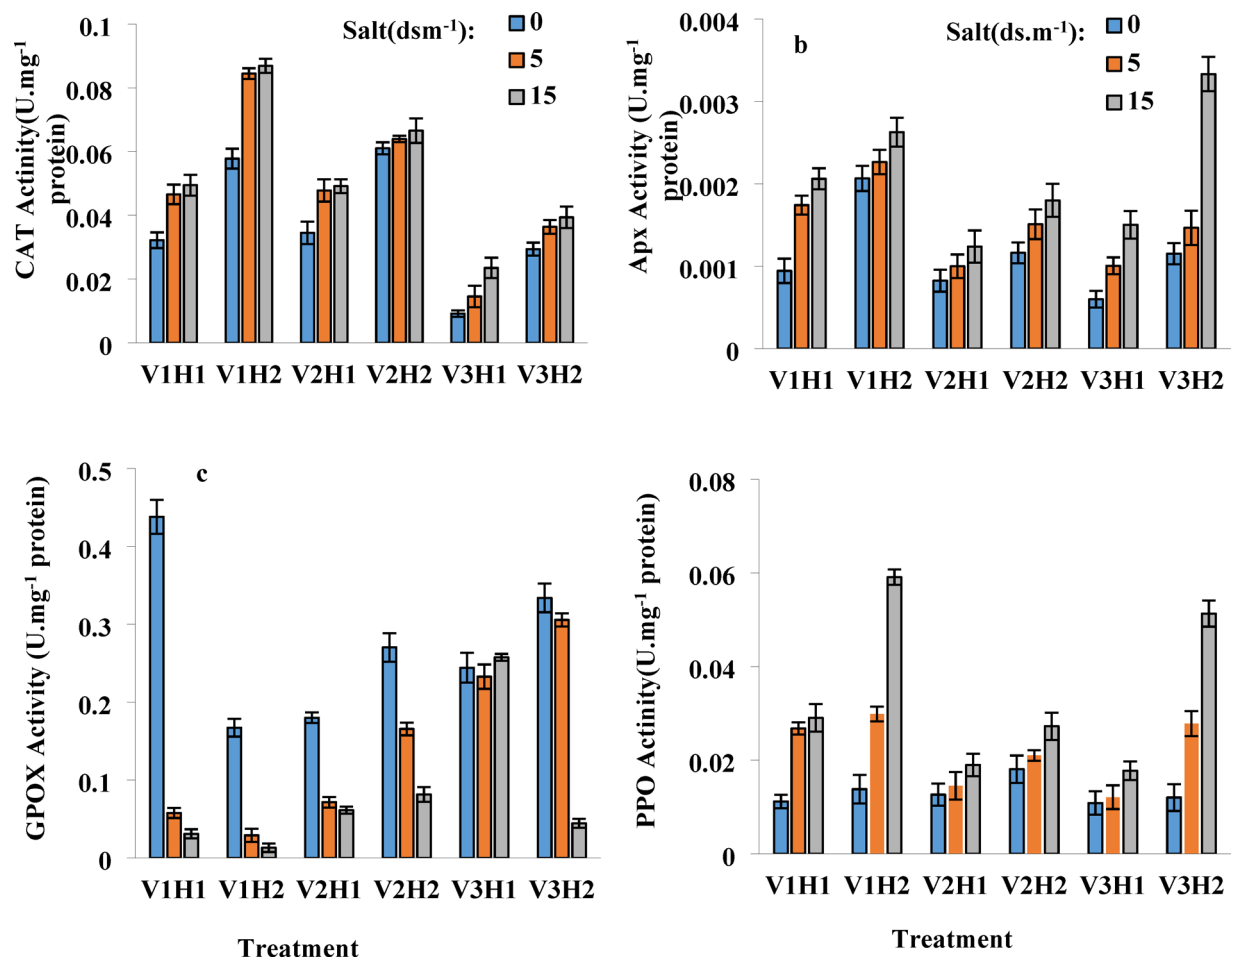 CAT Actinity(U.mg⁻¹
protein)
Salt(dsm⁻¹):
0
5
15
0.1
0.08
0.06
0.04
0.02
0
V1H1 V1H2 V2H1 V2H2 V3H1 V3H2
Apx Activity (U.mg⁻¹
protein)
b
Salt(ds.m⁻¹):
0
5
15
0.004
0.003
0.002
0.001
0
V1H1 V1H2 V2H1 V2H2 V3H1 V3H2
GPOX Activity (U.mg⁻¹ protein)
c
0.5
0.4
0.3
0.2
0.1
0
V1H1 V1H2 V2H1 V2H2 V3H1 V3H2
Treatment
PPO Actinity(U.mg⁻¹ protein)
0.08
0.06
0.04
0.02
0
V1H1 V1H2 V2H1 V2H2 V3H1 V3H2
Treatment